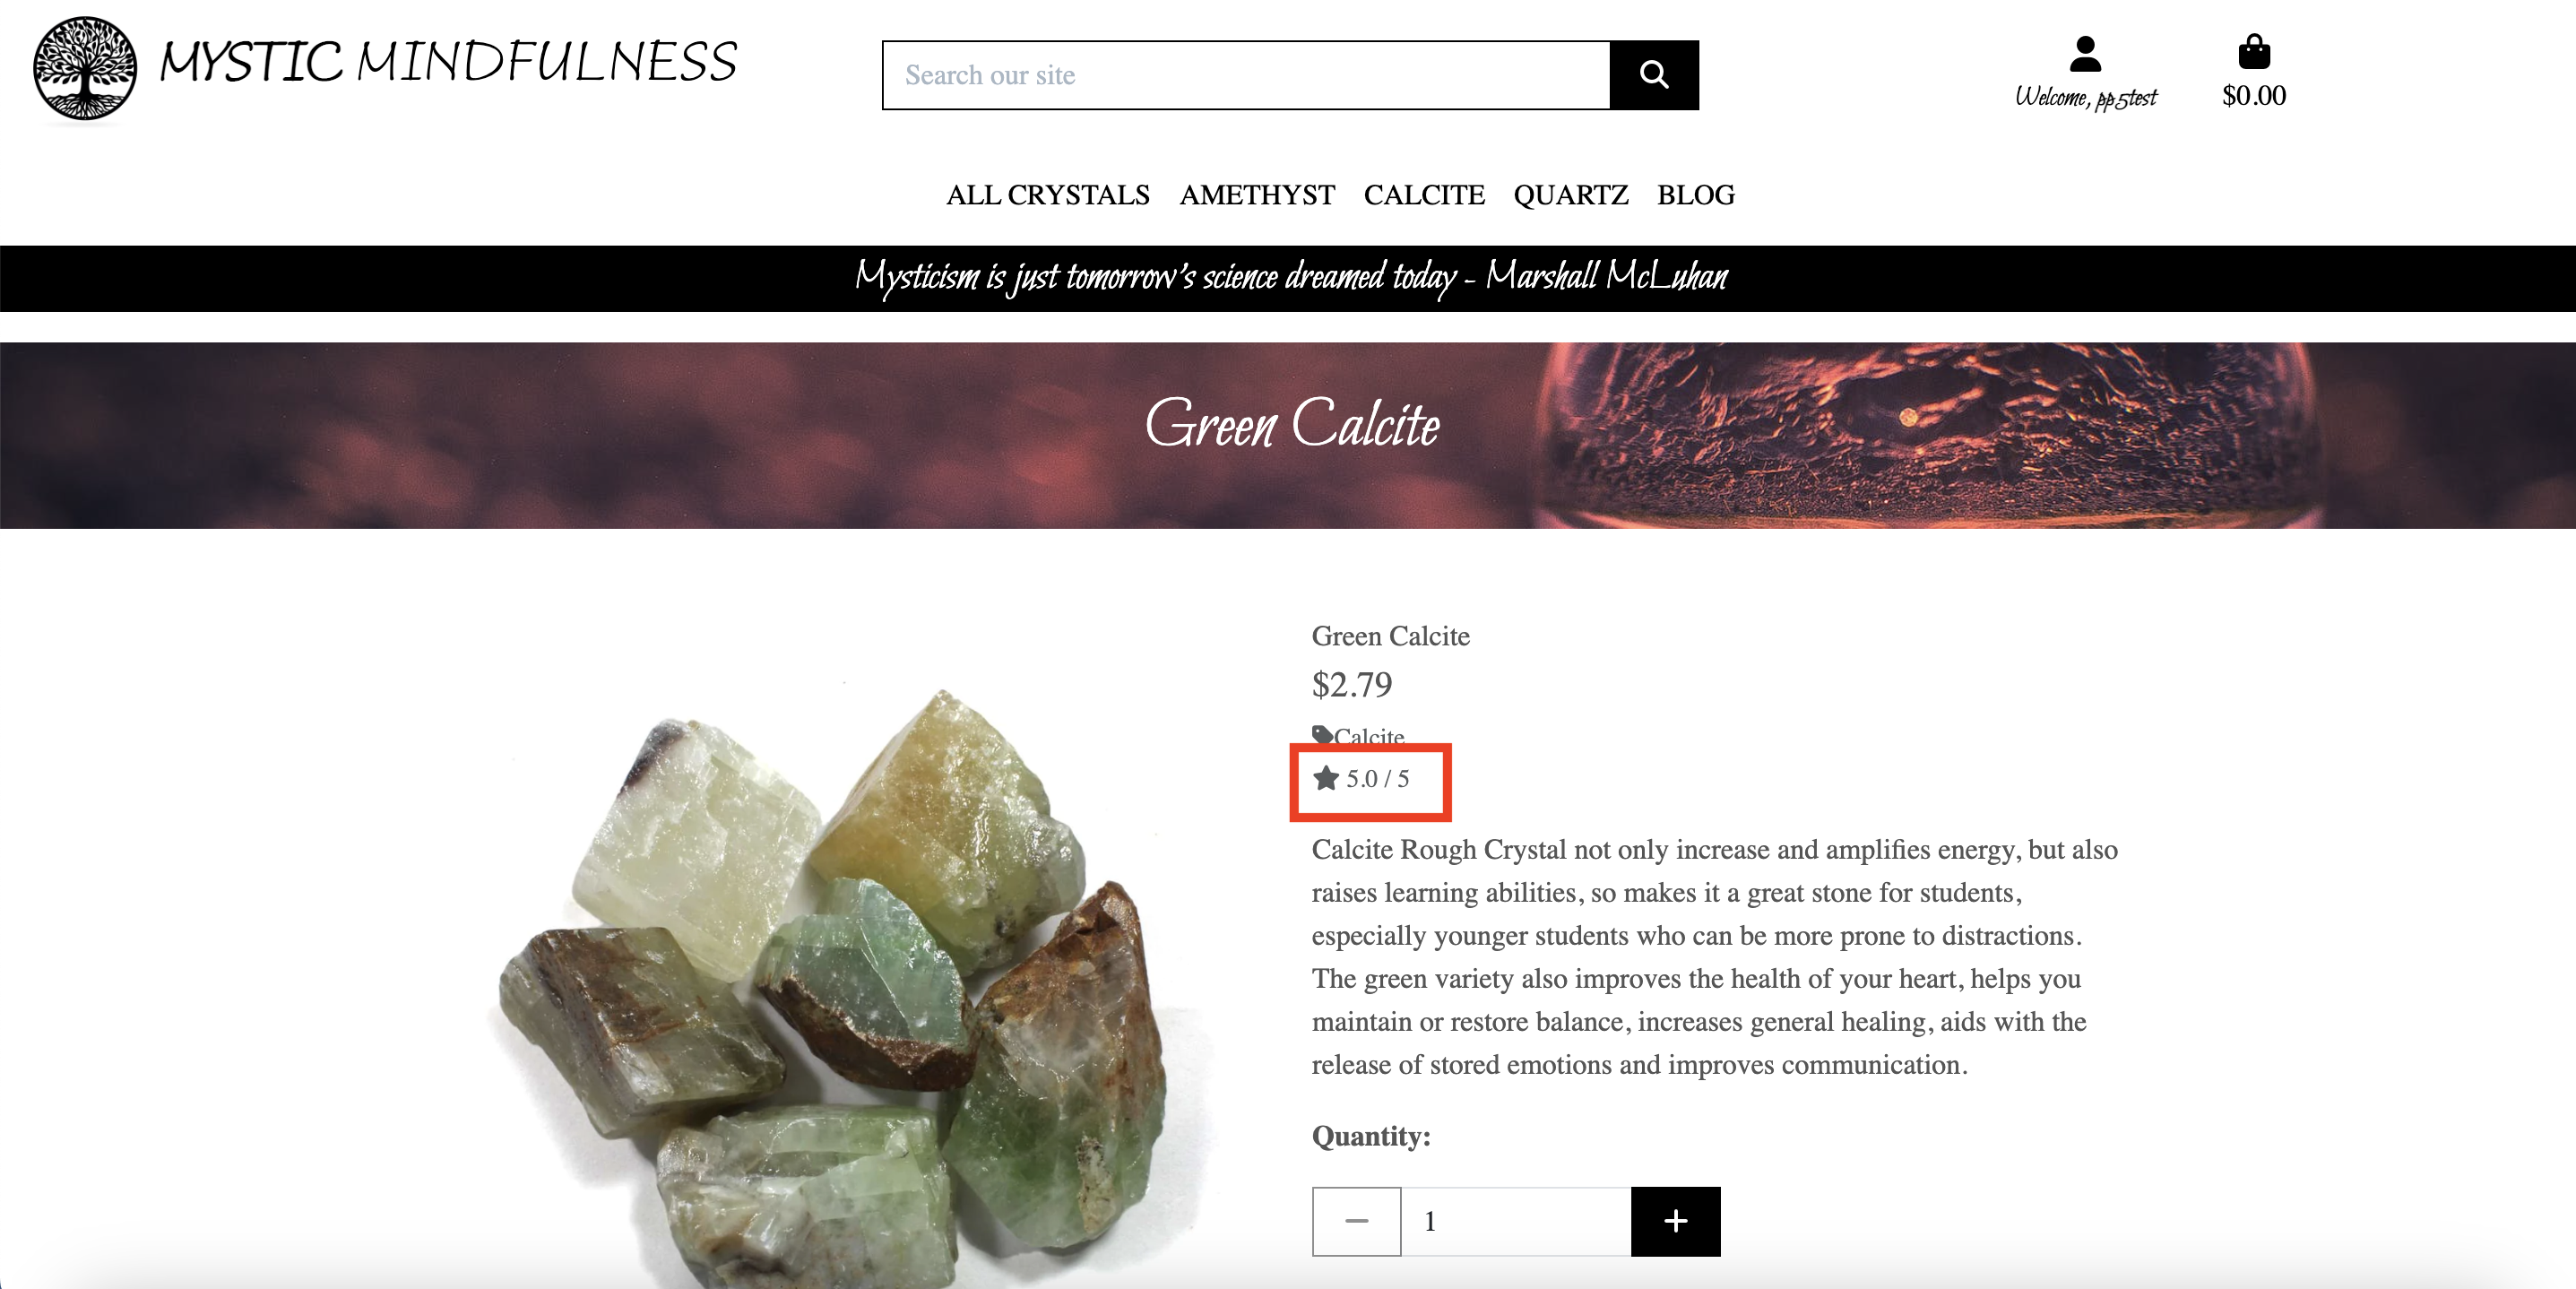 MYSTIC MINDFULNESS
Search our site
Welcome, pp5test
$0.00
ALL CRYSTALS AMETHYST CALCITE QUARTZ BLOG
Mysticism is just tomorrow's science dreamed today - Marshall McLuhan
Green Calcite
Green Calcite
$2.79
Calcite
5.0 / 5
Calcite Rough Crystal not only increase and amplifies energy, but also
raises learning abilities, so makes it a great stone for students,
especially younger students who can be more prone to distractions.
The green variety also improves the health of your heart, helps you
maintain or restore balance, increases general healing, aids with the
release of stored emotions and improves communication.
Quantity:
1